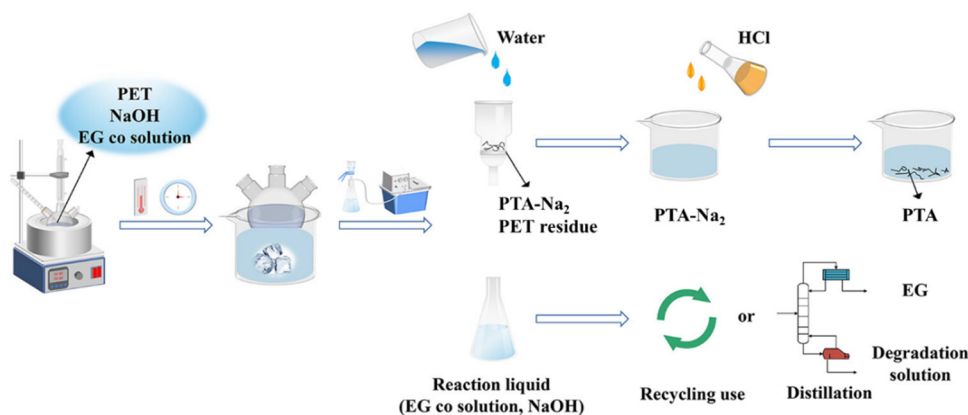 PET
NaOH
EG co solution
Water
HCl
PTA-Na₂
PET residue
PTA-Na₂
PTA
Reaction liquid
(EG co solution, NaOH)
Recycling use
or
Distillation
EG
Degradation
solution